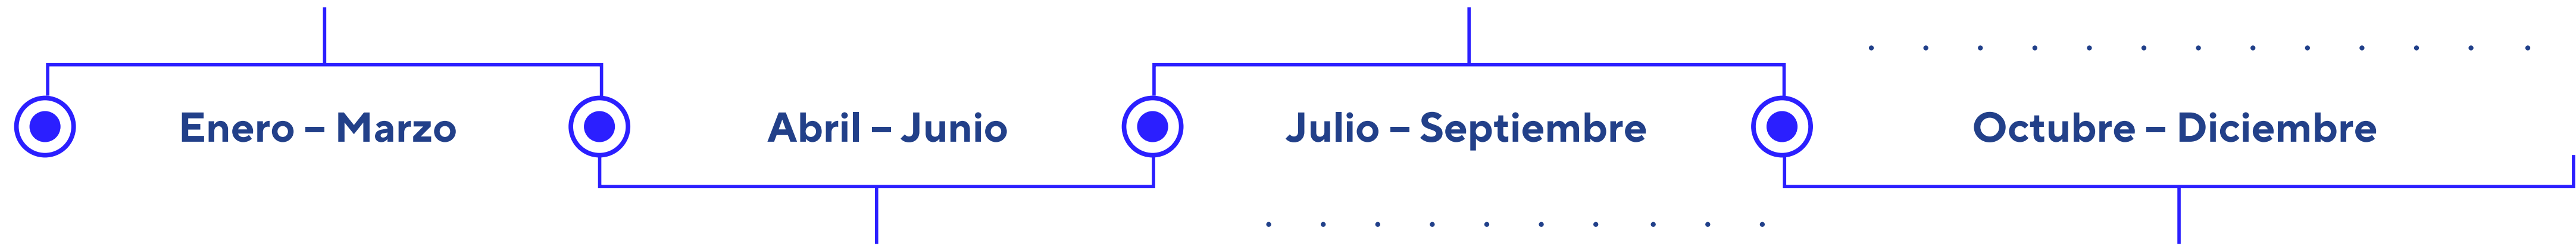 Enero – Marzo
Abril – Junio
Julio – Septiembre
Octubre – Diciembre